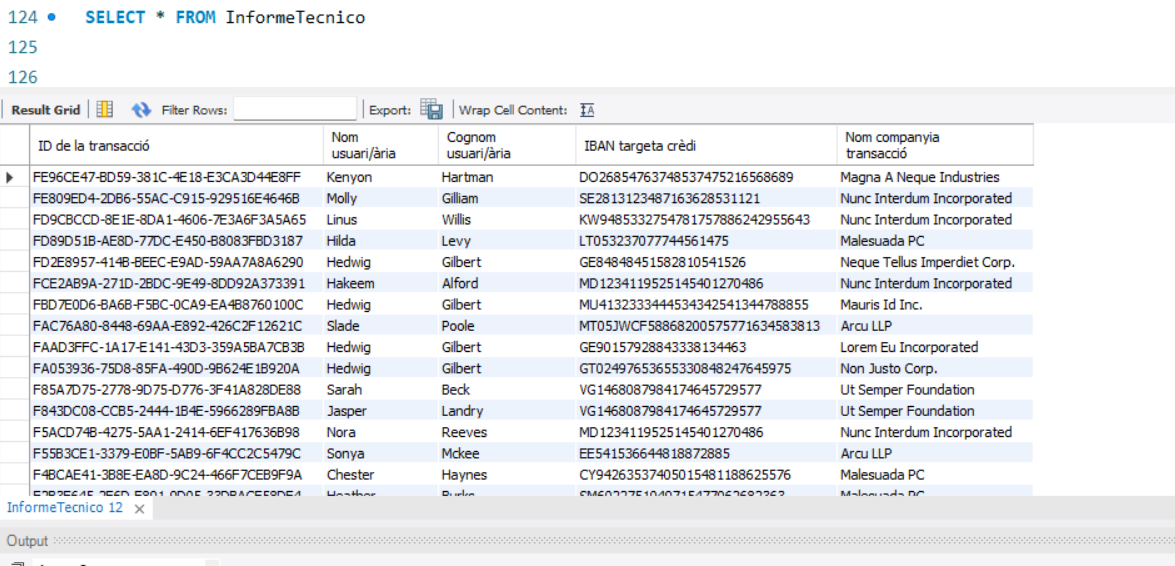 124 SELECT * FROM InformeTecnico
125
126
Result Grid Filter Rows: Export: Wrap Cell Content: IA
ID de la transacció Nom usuari/ària Cognom usuari/ària IBAN targeta crèdi Nom companyia transacció
FE96CE47-BD59-381C-4E18-E3CA3D44E8FF Kenyon Hartman DO26854763748537475216568689 Magna A Neque Industries
FE809ED4-2DB6-55AC-C915-929516E4646B Molly Gilliam SE2813123487163628531121 Nunc Interdum Incorporated
FD9CBCCD-8E1E-8DA1-4606-7E3A6F3A5A65 Linus Willis KW9485332754781757886242955643 Nunc Interdum Incorporated
FD89D51B-AE8D-77DC-E450-B8083FBD3187 Hilda Levy LT053237077744561475 Malesuada PC
FD2E8957-414B-BEEC-E9AD-59AA7A8A6290 Hedwig Gilbert GE84848451582810541526 Neque Tellus Imperdiet Corp.
FCE2AB9A-271D-2BDC-9E49-8DD92A373391 Hakeem Alford MD1234119525145401270486 Nunc Interdum Incorporated
FBD7E0D6-BA6B-F5BC-0CA9-EA4B8760100C Hedwig Gilbert MU4132333444534342541344788855 Mauris Id Inc.
FAC76A80-8448-69AA-E892-426C2F12621C Slade Poole MT05JWCF58868200575771634583813 Arcu LLP
FAAD3FFC-1A17-E141-43D3-359A5BA7CB3B Hedwig Gilbert GE90157928843338134463 Lorem Eu Incorporated
FA053936-75D8-85FA-490D-9B624E1B920A Hedwig Gilbert GT02497653655330848247645975 Non Justo Corp.
F85A7D75-2778-9D75-D776-3F41A828DE88 Sarah Beck VG1468087984174645729577 Ut Semper Foundation
F843DC08-CCB5-2444-1B4E-5966289FBA8B Jasper Landry VG1468087984174645729577 Ut Semper Foundation
F5ACD74B-4275-5AA1-2414-6EF417636B98 Nora Reeves MD1234119525145401270486 Nunc Interdum Incorporated
F55B3CE1-3379-E0BF-5AB9-6F4CC2C5479C Sonya Mckee EE541536644818872885 Arcu LLP
F4BCAE41-3B8E-EA8D-9C24-466F7CEB9F9A Chester Haynes CY94263537405015481188625576 Malesuada PC
Heather Burks Malesuada PC
InformeTecnico 12
Output